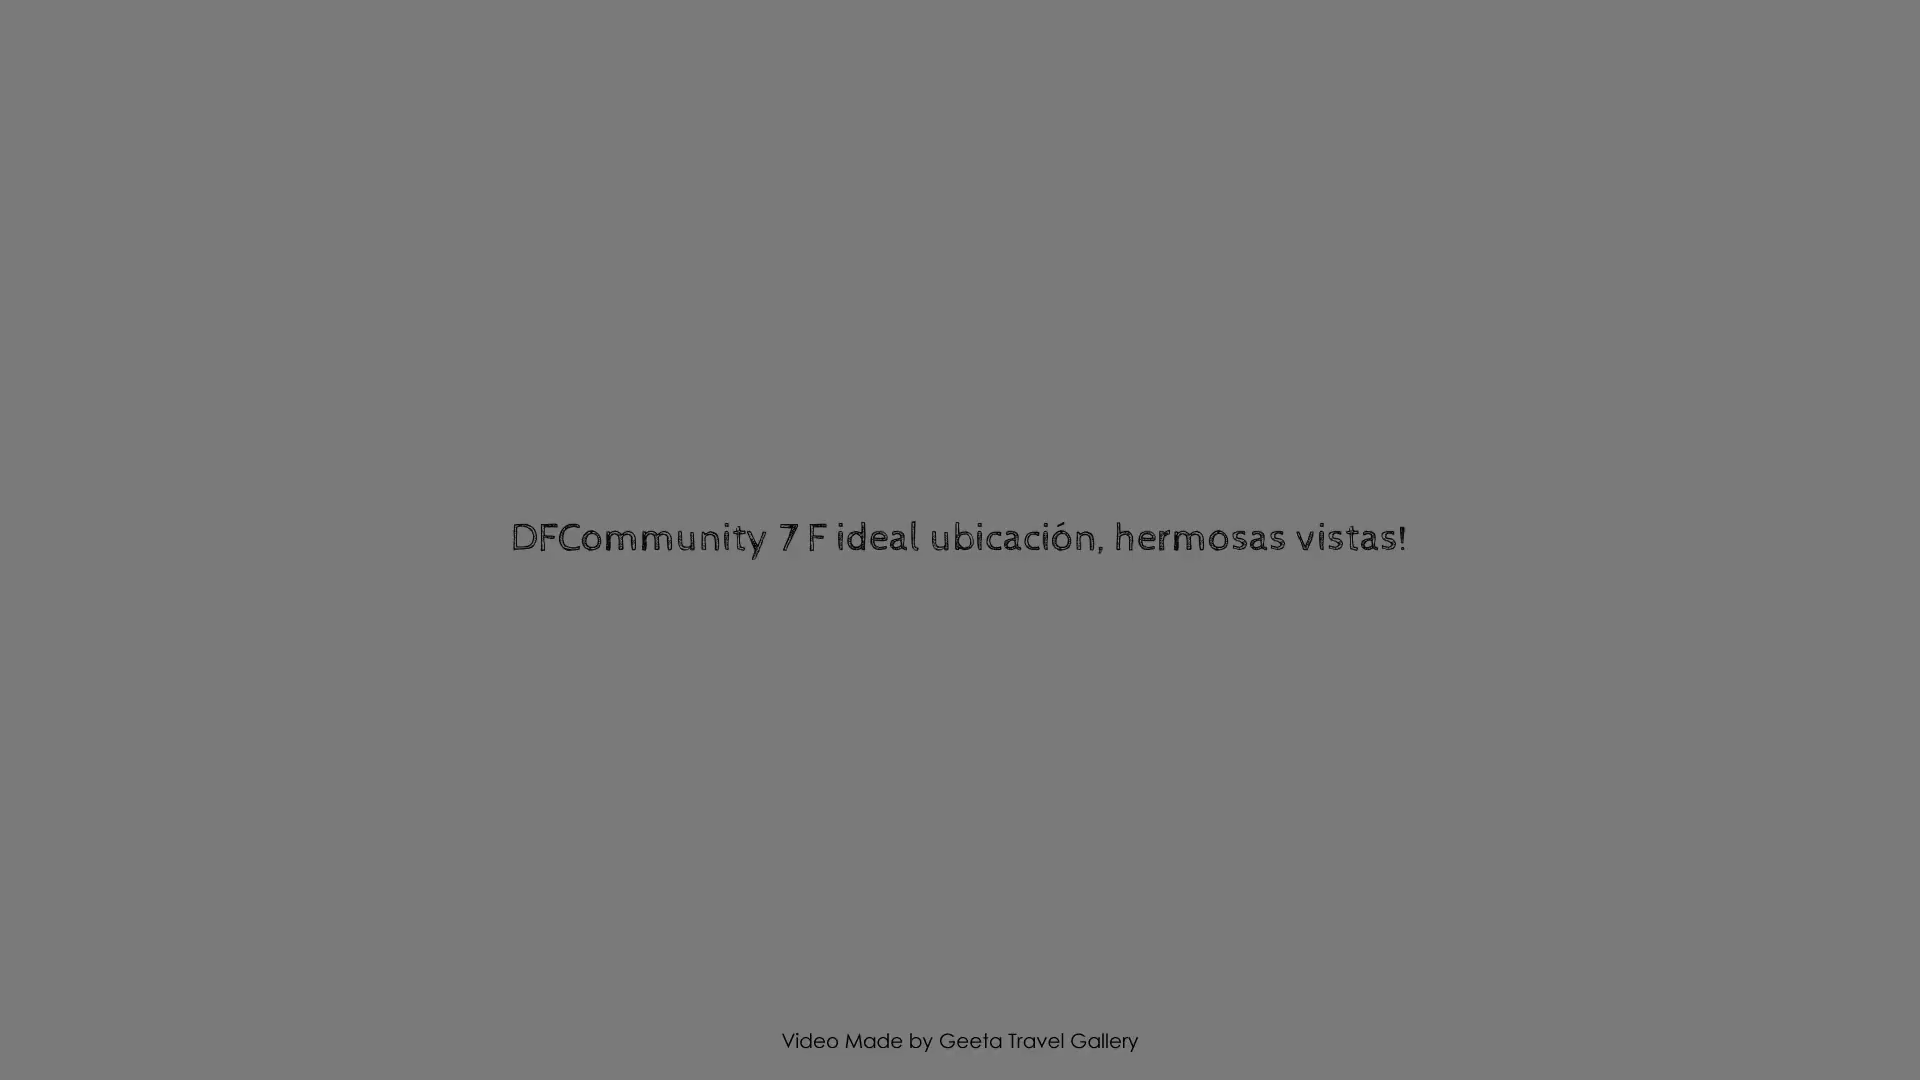 DFCommunity 7 F ideal ubicación, hermosas vistas!
Video Made by Geeta Travel Gallery